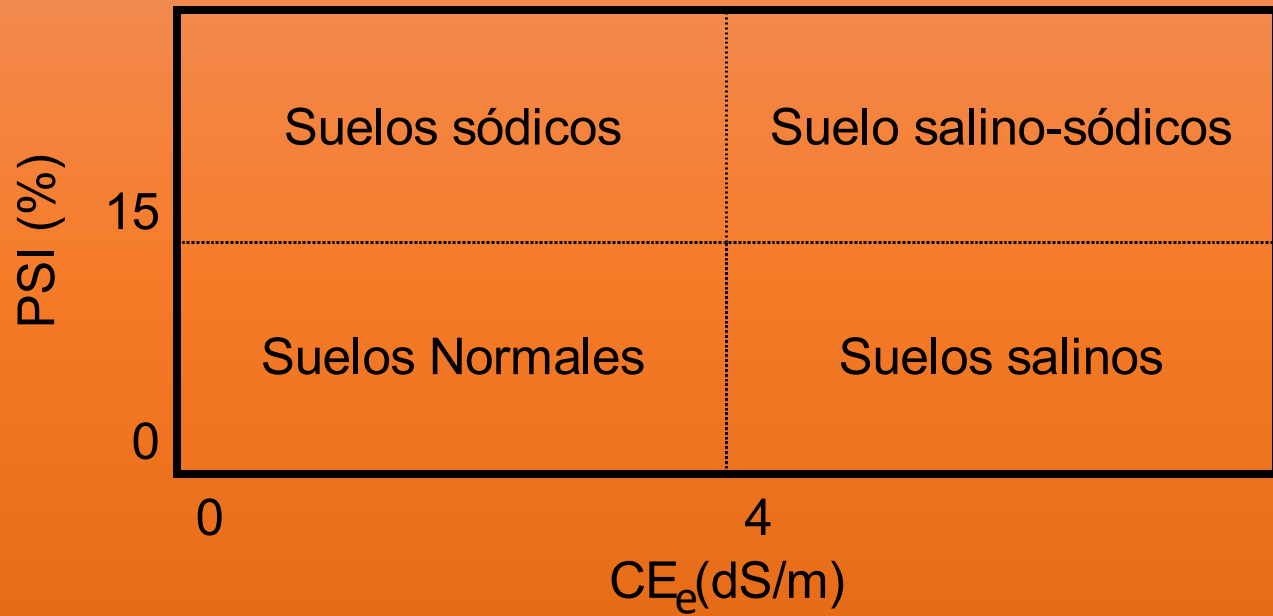 Suelos sódicos
Suelo salino-sódicos
PSI (%)
15
Suelos Normales
Suelos salinos
0
0
4
CEe(dS/m)